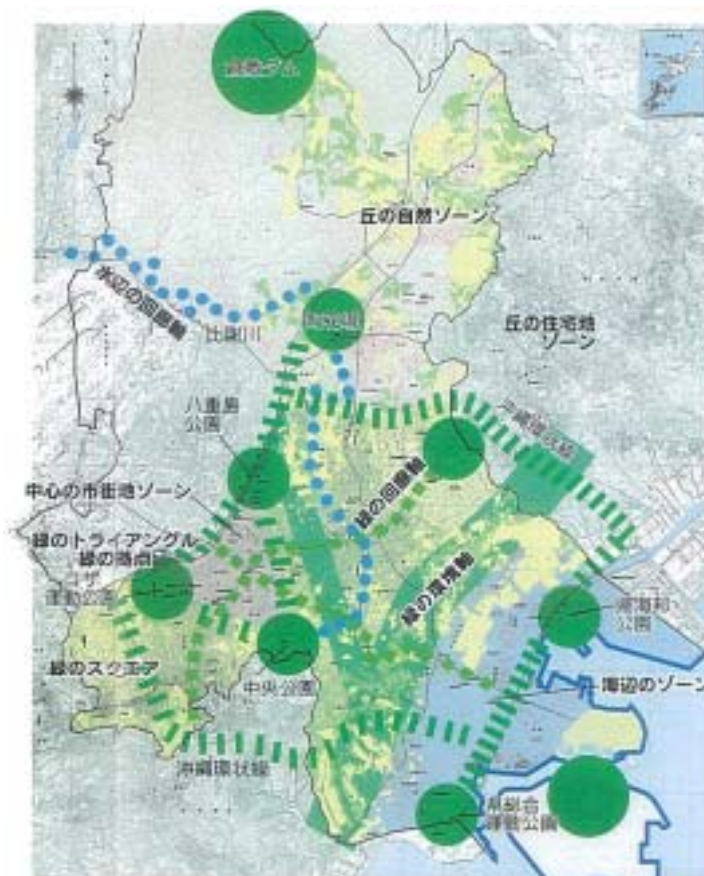 倉敷ダム
丘の自然ゾーン
水辺の回廊軸
比謝川
丘の住宅地
ゾーン
八重島
公園
沖縄環状線
中心の市街地ゾーン
緑の回廊軸
緑のトライアングル
緑の拠点
コザ
運動公園
緑の環境軸
公園
緑のスクエア
中央公園
海辺のゾーン
沖縄環状線
県総合
運動公園